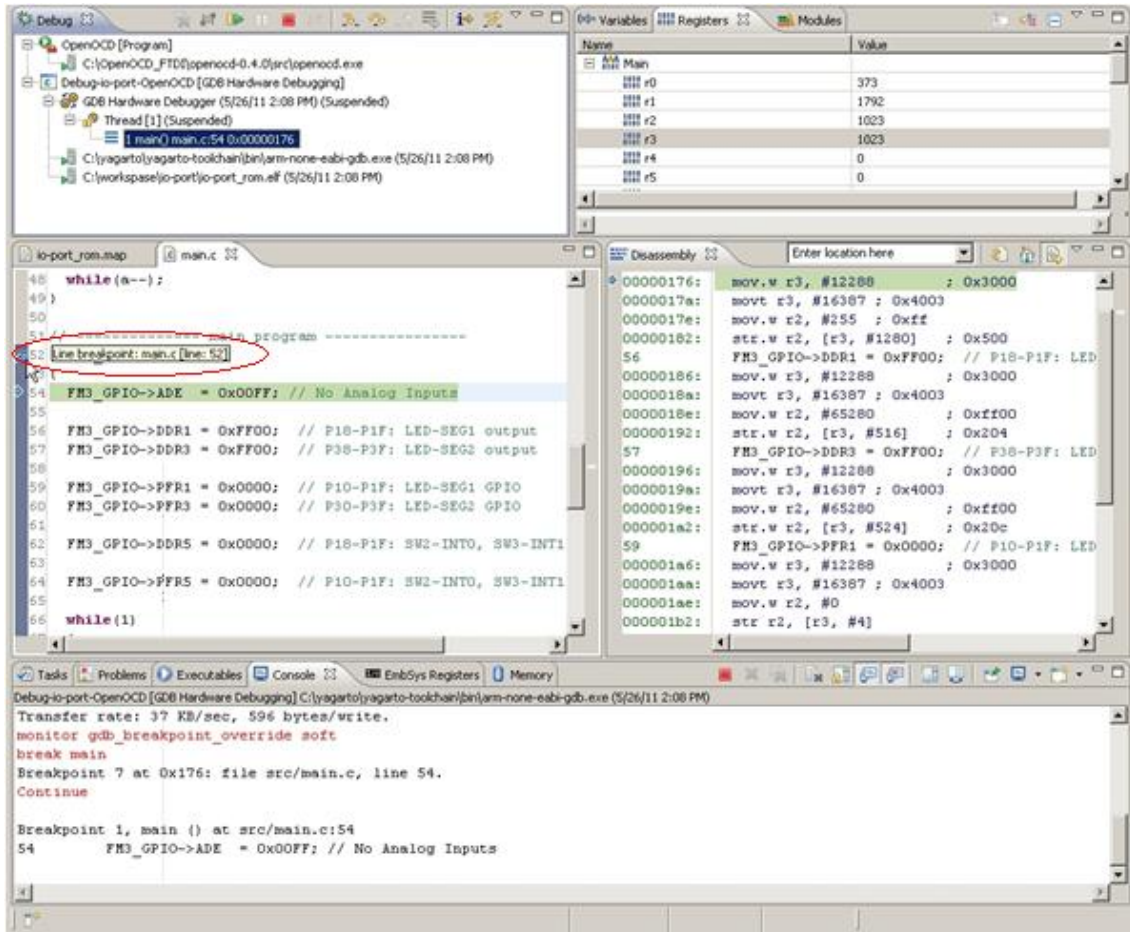 Debug
OpenOCD [Program]
C:\OpenOCD_FTDI\openocd-0.4.0\src\openocd.exe
Debug-io-port-OpenOCD [GDB Hardware Debugging]
GDB Hardware Debugger (5/26/11 2:08 PM) (Suspended)
Thread [1] (Suspended)
1 main() main.c:54 0x00000176
C:\yagarto\yagarto-toolchain\bin\arm-none-eabi-gdb.exe (5/26/11 2:08 PM)
C:\workspase\io-port\io-port_rom.elf (5/26/11 2:08 PM)
Variables Registers Modules
Name Value
Main
r0 373
r1 1792
r2 1023
r3 1023
r4 0
r5 0
io-port_rom.map main.c
48 while(a--);
49 }
50
51 // --------------- main program ----------------
52 Line breakpoint: main.c [line: 52]
{
54 FM3_GPIO->ADE = 0x00FF; // No Analog Inputs
55
56 FM3_GPIO->DDR1 = 0xFF00; // P18-P1F: LED-SEG1 output
57 FM3_GPIO->DDR3 = 0xFF00; // P38-P3F: LED-SEG2 output
58
59 FM3_GPIO->PFR1 = 0x0000; // P10-P1F: LED-SEG1 GPIO
60 FM3_GPIO->PFR3 = 0x0000; // P30-P3F: LED-SEG2 GPIO
61
62 FM3_GPIO->DDR5 = 0x0000; // P18-P1F: SW2-INT0, SW3-INT1
63
64 FM3_GPIO->PFR5 = 0x0000; // P10-P1F: SW2-INT0, SW3-INT1
65
66 while(1)
Disassembly Enter location here
00000176: mov.w r3, #12288 ; 0x3000
0000017a: movt r3, #16387 ; 0x4003
0000017e: mov.w r2, #255 ; 0xff
00000182: str.w r2, [r3, #1280] ; 0x500
56 FM3_GPIO->DDR1 = 0xFF00; // P18-P1F: LED
00000186: mov.w r3, #12288 ; 0x3000
0000018a: movt r3, #16387 ; 0x4003
0000018e: mov.w r2, #65280 ; 0xff00
00000192: str.w r2, [r3, #516] ; 0x204
57 FM3_GPIO->DDR3 = 0xFF00; // P38-P3F: LED
00000196: mov.w r3, #12288 ; 0x3000
0000019a: movt r3, #16387 ; 0x4003
0000019e: mov.w r2, #65280 ; 0xff00
000001a2: str.w r2, [r3, #524] ; 0x20c
59 FM3_GPIO->PFR1 = 0x0000; // P10-P1F: LED
000001a6: mov.w r3, #12288 ; 0x3000
000001aa: movt r3, #16387 ; 0x4003
000001ae: mov.w r2, #0
000001b2: str r2, [r3, #4]
Tasks Problems Executables Console EmbSys Registers Memory
Debug-io-port-OpenOCD [GDB Hardware Debugging] C:\yagarto\yagarto-toolchain\bin\arm-none-eabi-gdb.exe (5/26/11 2:08 PM)
Transfer rate: 37 KB/sec, 596 bytes/write.
monitor gdb_breakpoint_override soft
break main
Breakpoint 7 at 0x176: file src/main.c, line 54.
Continue
Breakpoint 1, main () at src/main.c:54
54 FM3_GPIO->ADE = 0x00FF; // No Analog Inputs